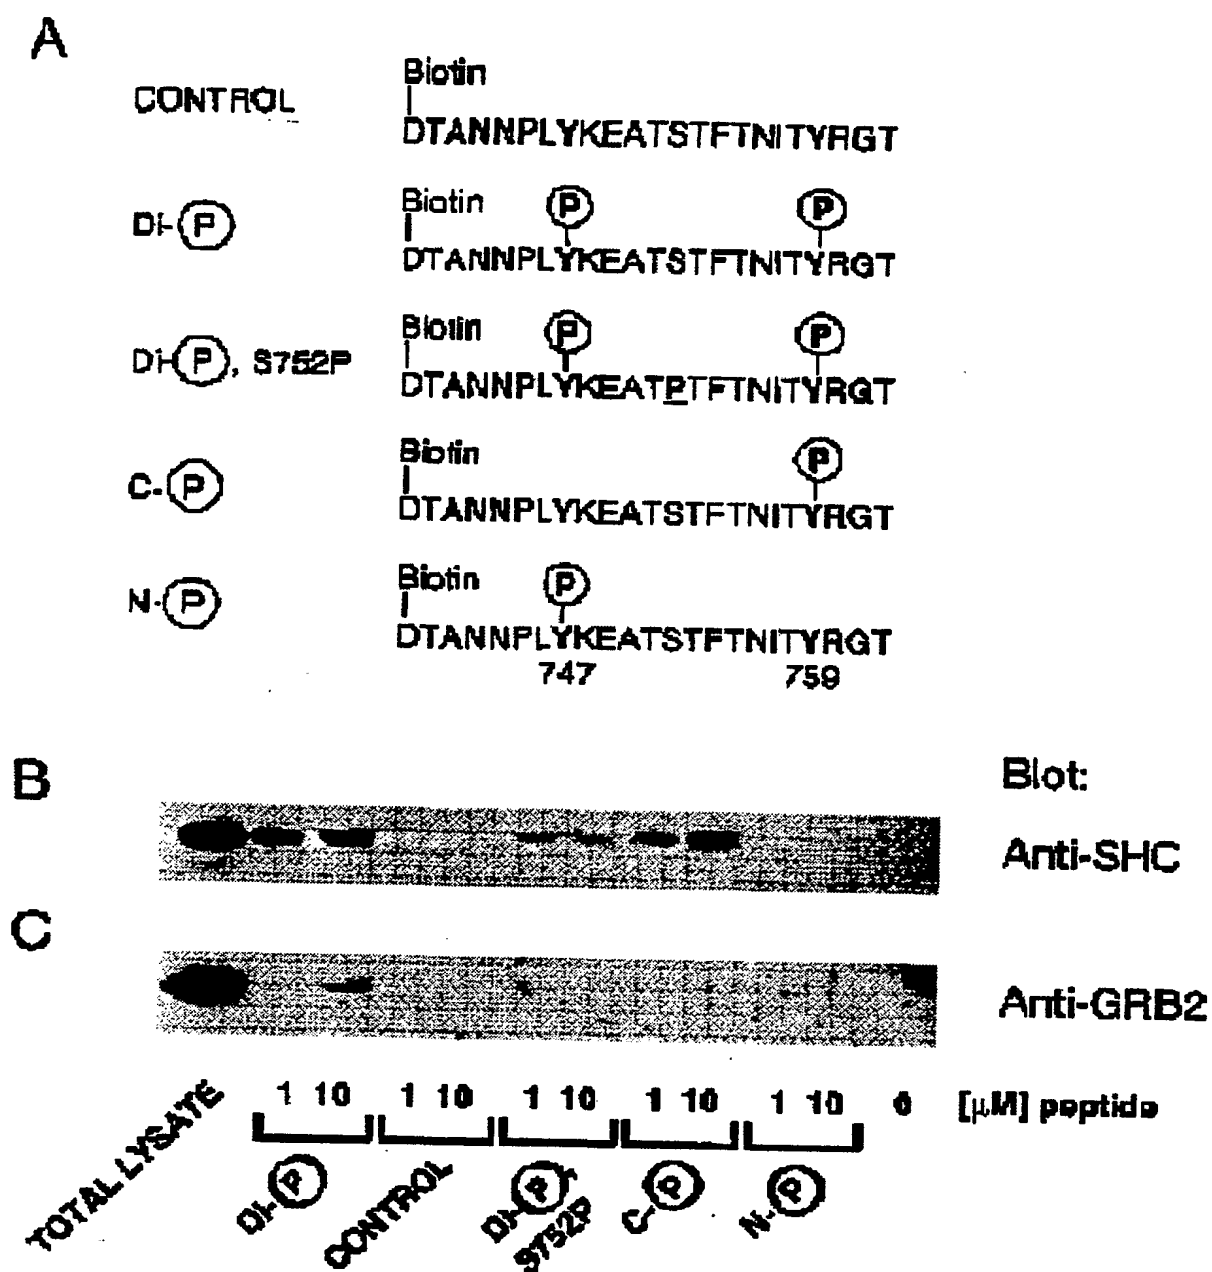 A
CONTROL
Biotin
DTANNPLYKEATSTFTNITYRGT
Di-P
Biotin P P
DTANNPLYKEATSTFTNITYRGT
Di-P, S752P
Biotin P P
DTANNPLYKEATPTFTNITYRGT
C-P
Biotin P
DTANNPLYKEATSTFTNITYRGT
N-P
Biotin P
DTANNPLYKEATSTFTNITYRGT
747 759
B
Blot:
Anti-SHC
C
Anti-GRB2
1 10 1 10 1 10 1 10 1 10 0 [µM] peptide
TOTAL LYSATE
Di-P
CONTROL
Di-P, S752P
C-P
N-P